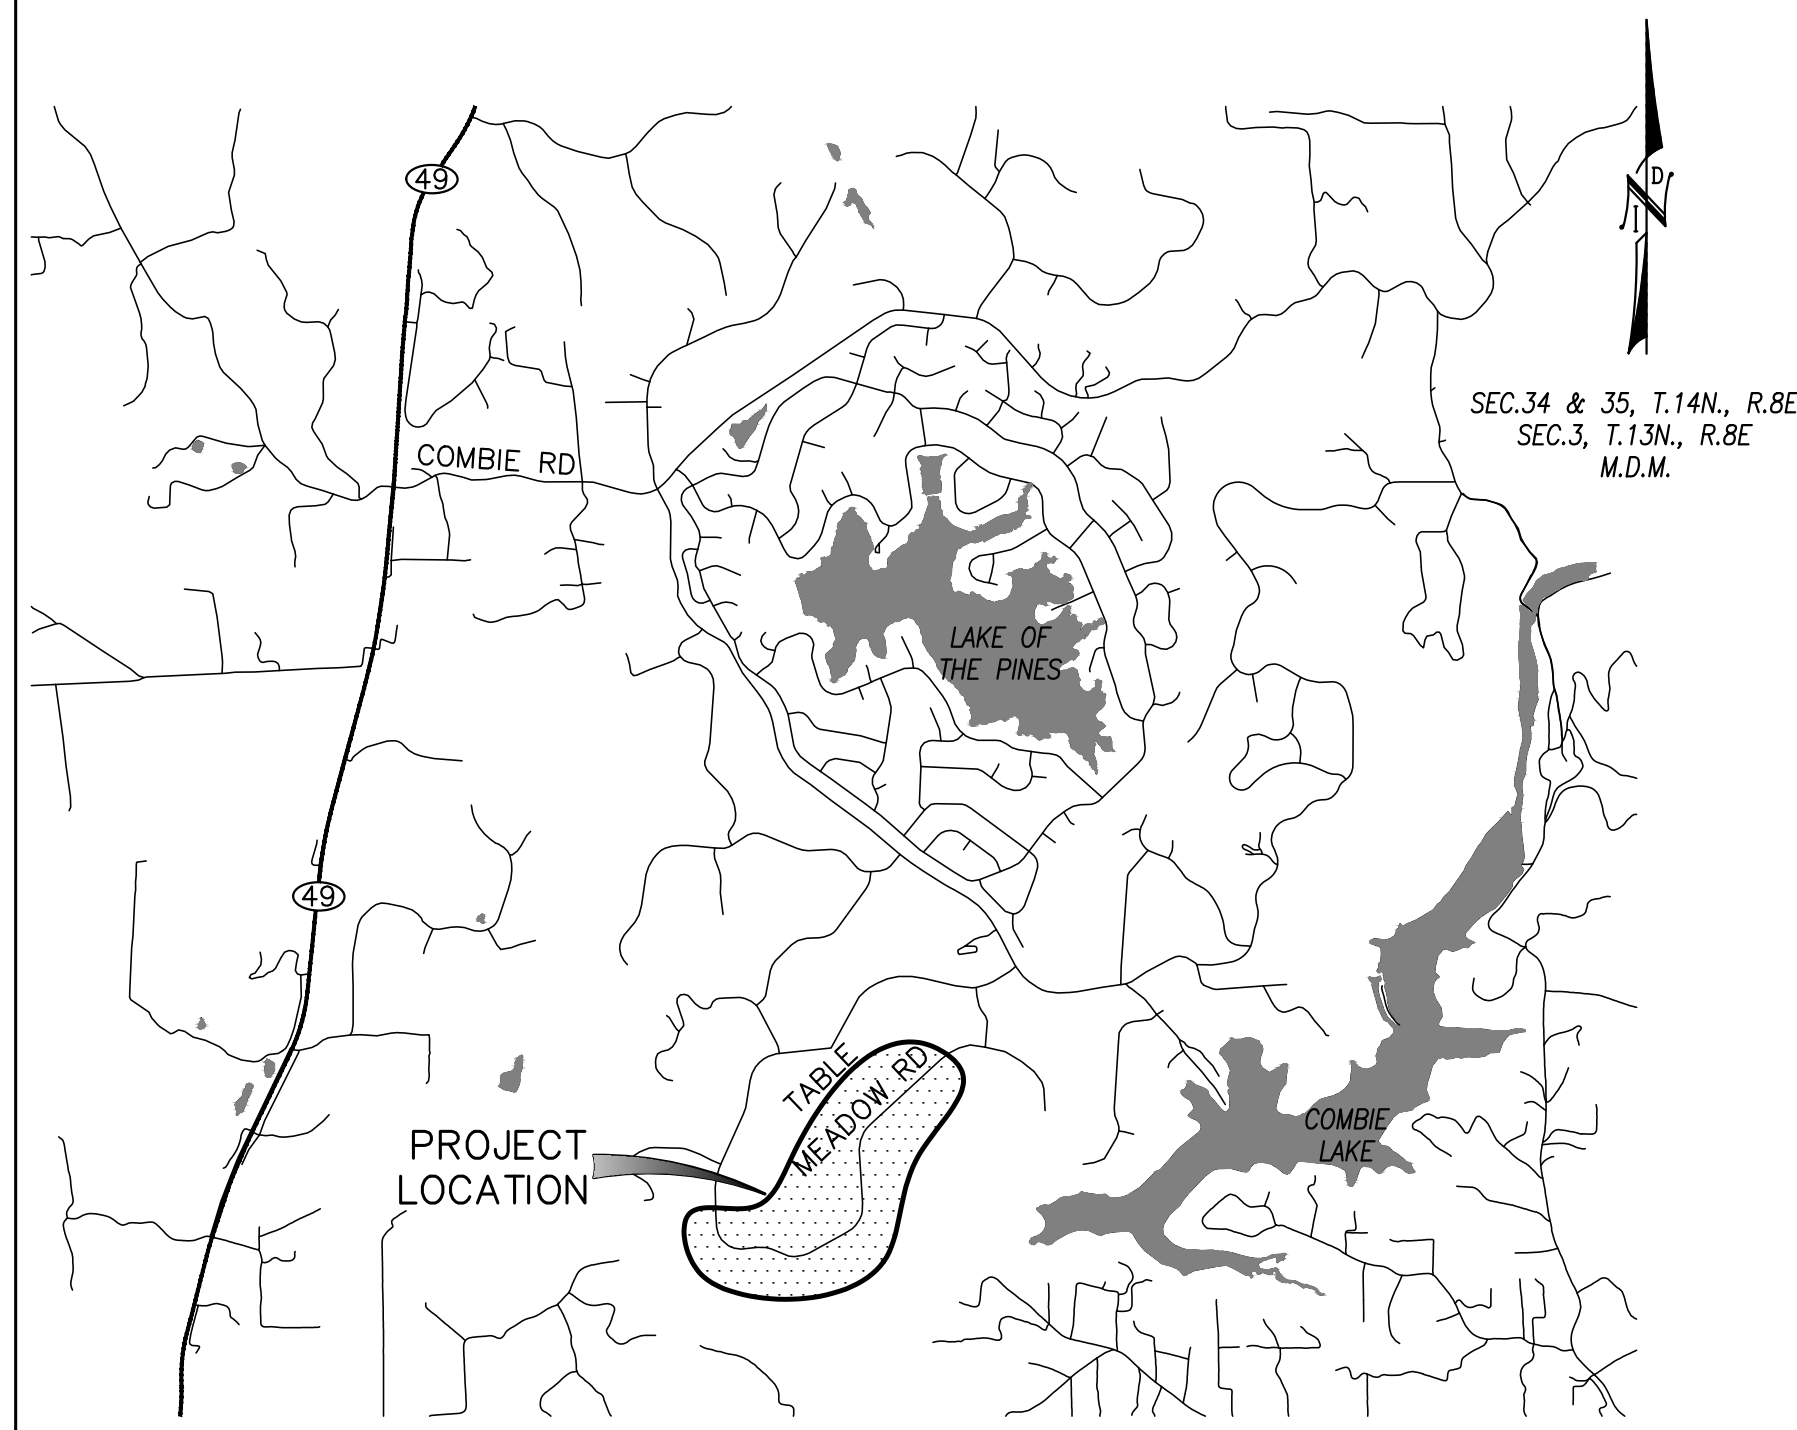 49
D
N
I
SEC.34 & 35, T.14N., R.8E
SEC.3, T.13N., R.8E
M.D.M.
COMBIE RD
LAKE OF
THE PINES
49
TABLE
MEADOW RD
PROJECT
LOCATION
COMBIE
LAKE